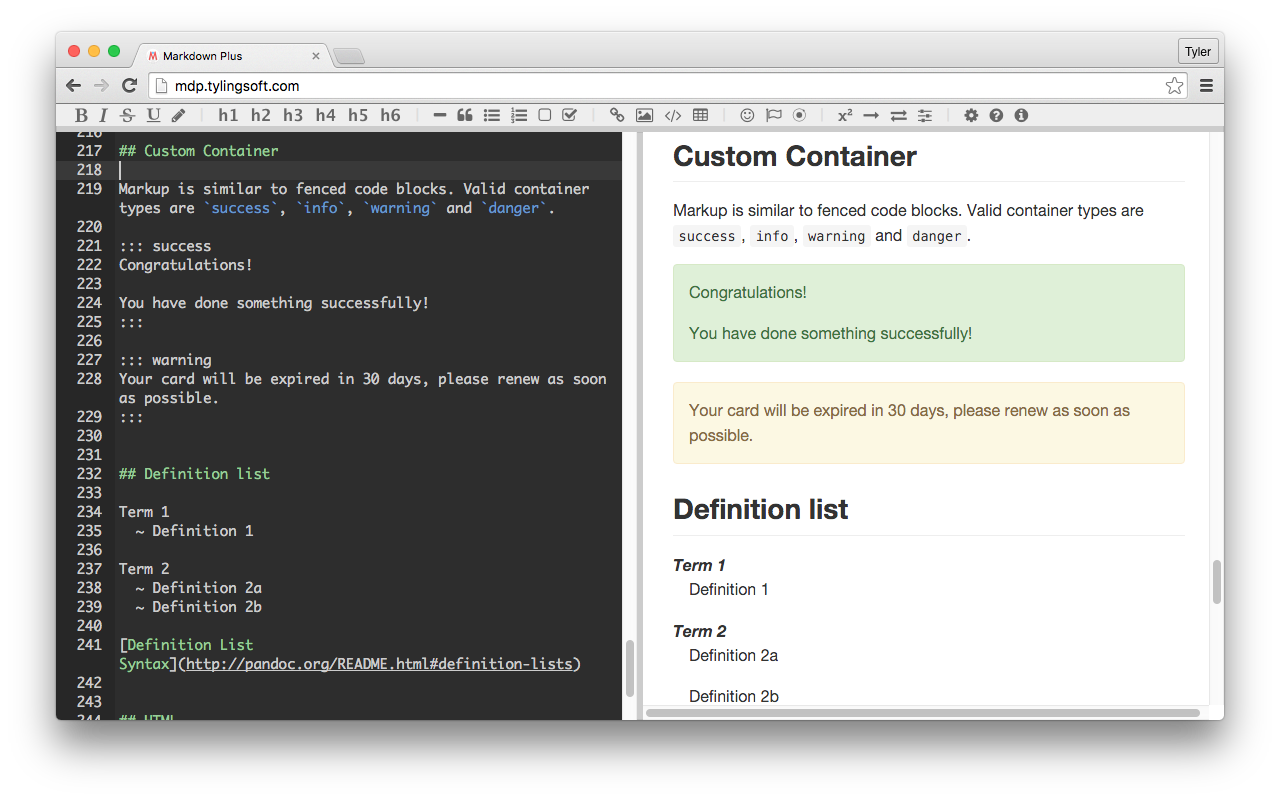 Markdown Plus
Tyler
mdp.tylingsoft.com
B I S U h1 h2 h3 h4 h5 h6 x²
216
217 ## Custom Container
218
219 Markup is similar to fenced code blocks. Valid container
types are `success`, `info`, `warning` and `danger`.
220
221 ::: success
222 Congratulations!
223
224 You have done something successfully!
225 :::
226
227 ::: warning
228 Your card will be expired in 30 days, please renew as soon
as possible.
229 :::
230
231
232 ## Definition list
233
234 Term 1
235 ~ Definition 1
236
237 Term 2
238 ~ Definition 2a
239 ~ Definition 2b
240
241 [Definition List
Syntax](http://pandoc.org/README.html#definition-lists)
242
243
244 ## HTML
Custom Container
Markup is similar to fenced code blocks. Valid container types are
success, info, warning and danger.
Congratulations!
You have done something successfully!
Your card will be expired in 30 days, please renew as soon as
possible.
Definition list
Term 1
Definition 1
Term 2
Definition 2a
Definition 2b